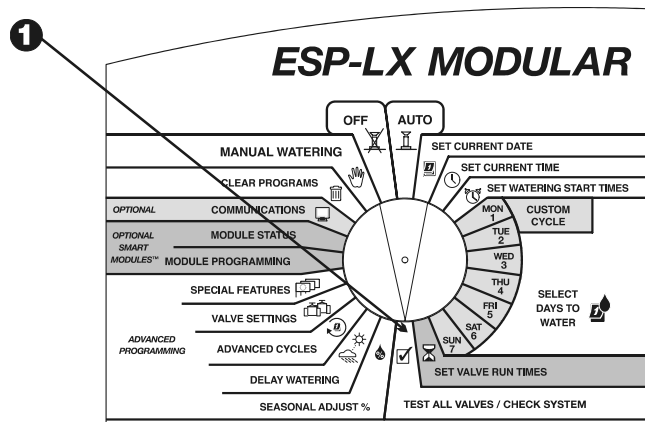 1
ESP-LX MODULAR
OFF
AUTO
MANUAL WATERING
SET CURRENT DATE
CLEAR PROGRAMS
SET CURRENT TIME
SET WATERING START TIMES
OPTIONAL
COMMUNICATIONS
MON
1
CUSTOM
CYCLE
OPTIONAL
SMART
MODULES™
MODULE STATUS
MODULE PROGRAMMING
TUE
2
WED
3
THU
4
FRI
5
SAT
6
SUN
7
SELECT
DAYS TO
WATER
SPECIAL FEATURES
VALVE SETTINGS
ADVANCED
PROGRAMMING
ADVANCED CYCLES
DELAY WATERING
SEASONAL ADJUST %
SET VALVE RUN TIMES
TEST ALL VALVES / CHECK SYSTEM